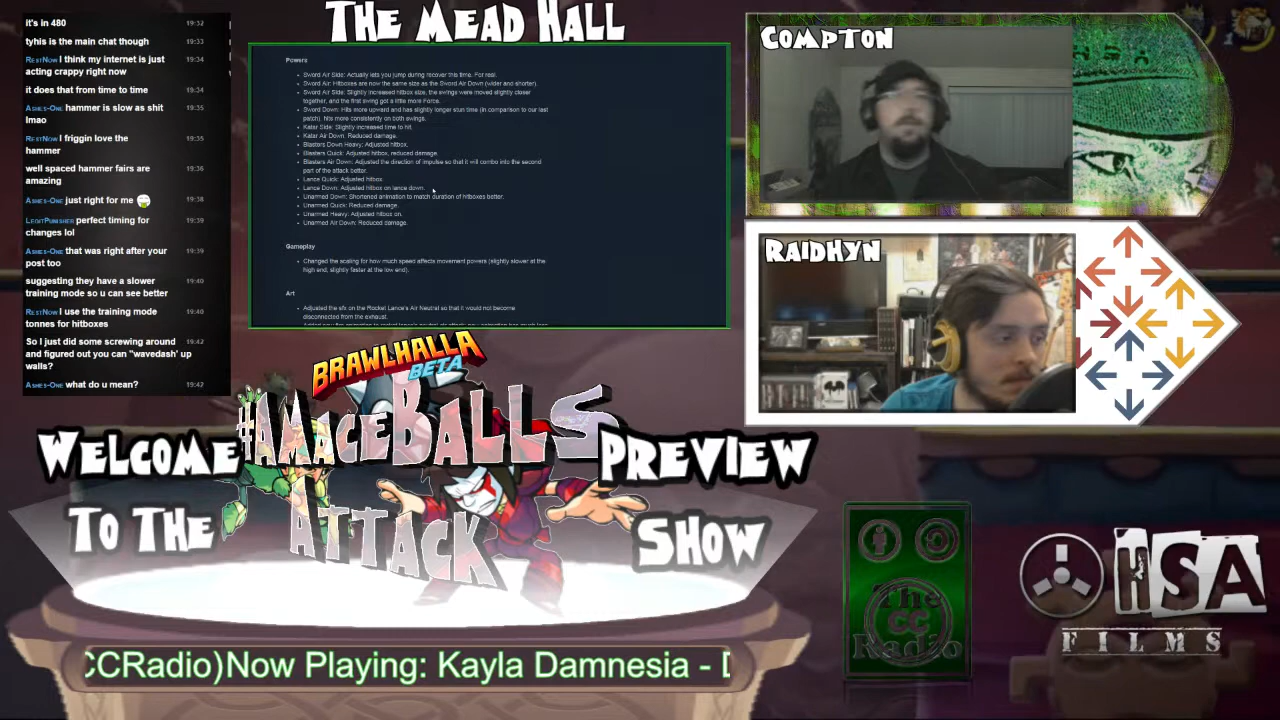 it's in 480 19:32
tyhis is the main chat though 19:33
RestNow I think my internet is just 19:34
acting crappy right now
it does that from time to time 19:34
Ashes-One hammer is slow as shit 19:35
lmao
RestNow I friggin love the 19:35
hammer
well spaced hammer fairs are 19:36
amazing
Ashes-One just right for me 19:38
LegitPunisher perfect timing for 19:39
changes lol
Ashes-One that was right after your 19:39
post too
suggesting they have a slower 19:40
training mode so u can see better
RestNow I use the training mode 19:40
tonnes for hitboxes
So I just did some screwing around 19:42
and figured out you can "wavedash' up
walls?
Ashes-One what do u mean? 19:47
The Mead Hall
Powers
Sword Air Side: Actually lets you jump during recover this time. For real.
Sword Air: Hitboxes are now the same size as the Sword Air Down (wider and shorter).
Sword Air Side: Slightly increased hitbox size, the swings were moved slightly closer
together, and the first swing got a little more Force.
Sword Down: Hits more upward and has slightly longer stun time (in comparison to our last
patch), hits more consistently on both swings.
Katar Side: Slightly increased time to hit.
Katar Air Down: Reduced damage.
Blasters Down Heavy: Adjusted hitbox.
Blasters Quick: Adjusted hitbox, reduced damage.
Blasters Air Down: Adjusted the direction of impulse so that it will combo into the second
part of the attack better.
Lance Quick: Adjusted hitbox.
Lance Down: Adjusted hitbox on lance down.
Unarmed Down: Shortened animation to match duration of hitboxes better.
Unarmed Quick: Reduced damage.
Unarmed Heavy: Adjusted hitbox on.
Unarmed Air Down: Reduced damage.
Gameplay
Changed the scaling for how much speed affects movement powers (slightly slower at the
high end, slightly faster at the low end).
Art
Adjusted the sfx on the Rocket Lance's Air Neutral so that it would not become
disconnected from the exhaust.
Compton
Raidhyn
Brawlhalla
Beta
#AMaceBalls
Attack
Welcome
To The
Preview
Show
The
CC
Radio
HSA
FILMS
CCRadio)Now Playing: Kayla Damnesia -